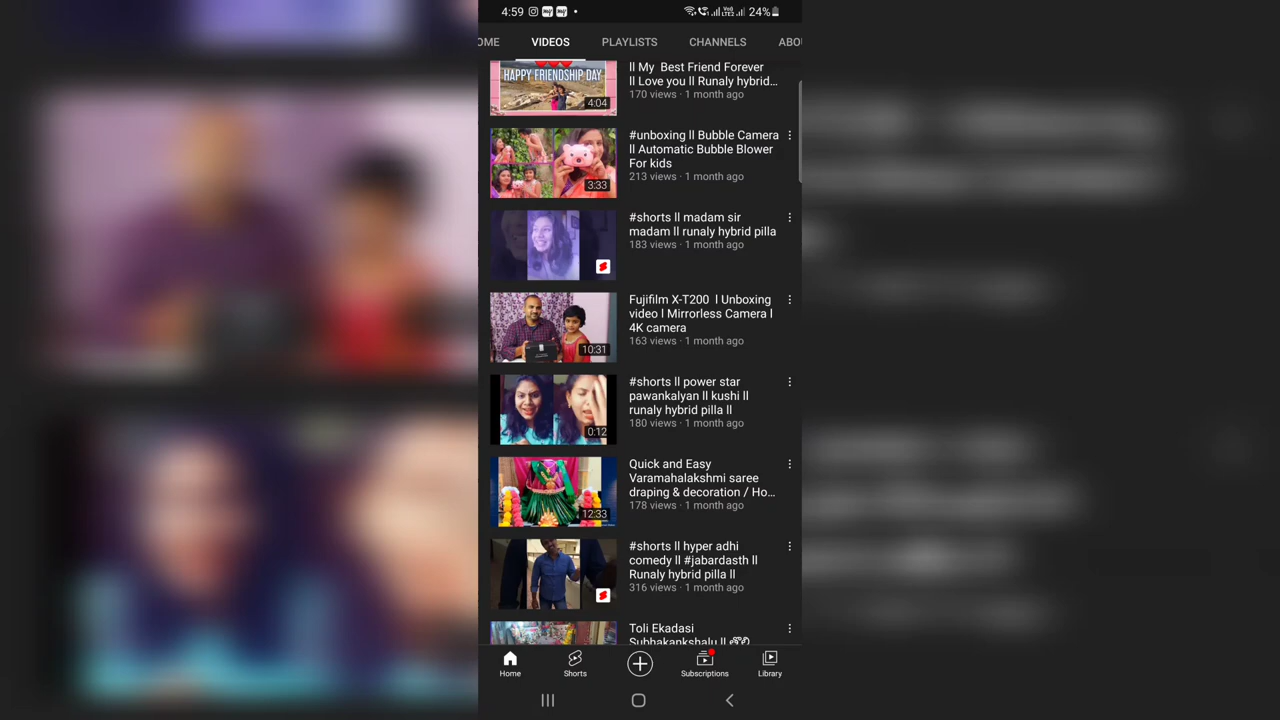 4:59
24%
OME VIDEOS PLAYLISTS CHANNELS ABOU
HAPPY FRIENDSHIP DAY
4:04
ll My Best Friend Forever
ll Love you ll Runaly hybrid...
170 views · 1 month ago
3:33
#unboxing ll Bubble Camera
ll Automatic Bubble Blower
For kids
213 views · 1 month ago
#shorts ll madam sir
madam ll runaly hybrid pilla
183 views · 1 month ago
10:31
Fujifilm X-T200 l Unboxing
video l Mirrorless Camera l
4K camera
163 views · 1 month ago
0:12
#shorts ll power star
pawankalyan ll kushi ll
runaly hybrid pilla ll
180 views · 1 month ago
12:33
Quick and Easy
Varamahalakshmi saree
draping & decoration / Ho...
178 views · 1 month ago
#shorts ll hyper adhi
comedy ll #jabardasth ll
Runaly hybrid pilla ll
316 views · 1 month ago
Toli Ekadasi
Subhakankshalu ll
Home Shorts Subscriptions Library